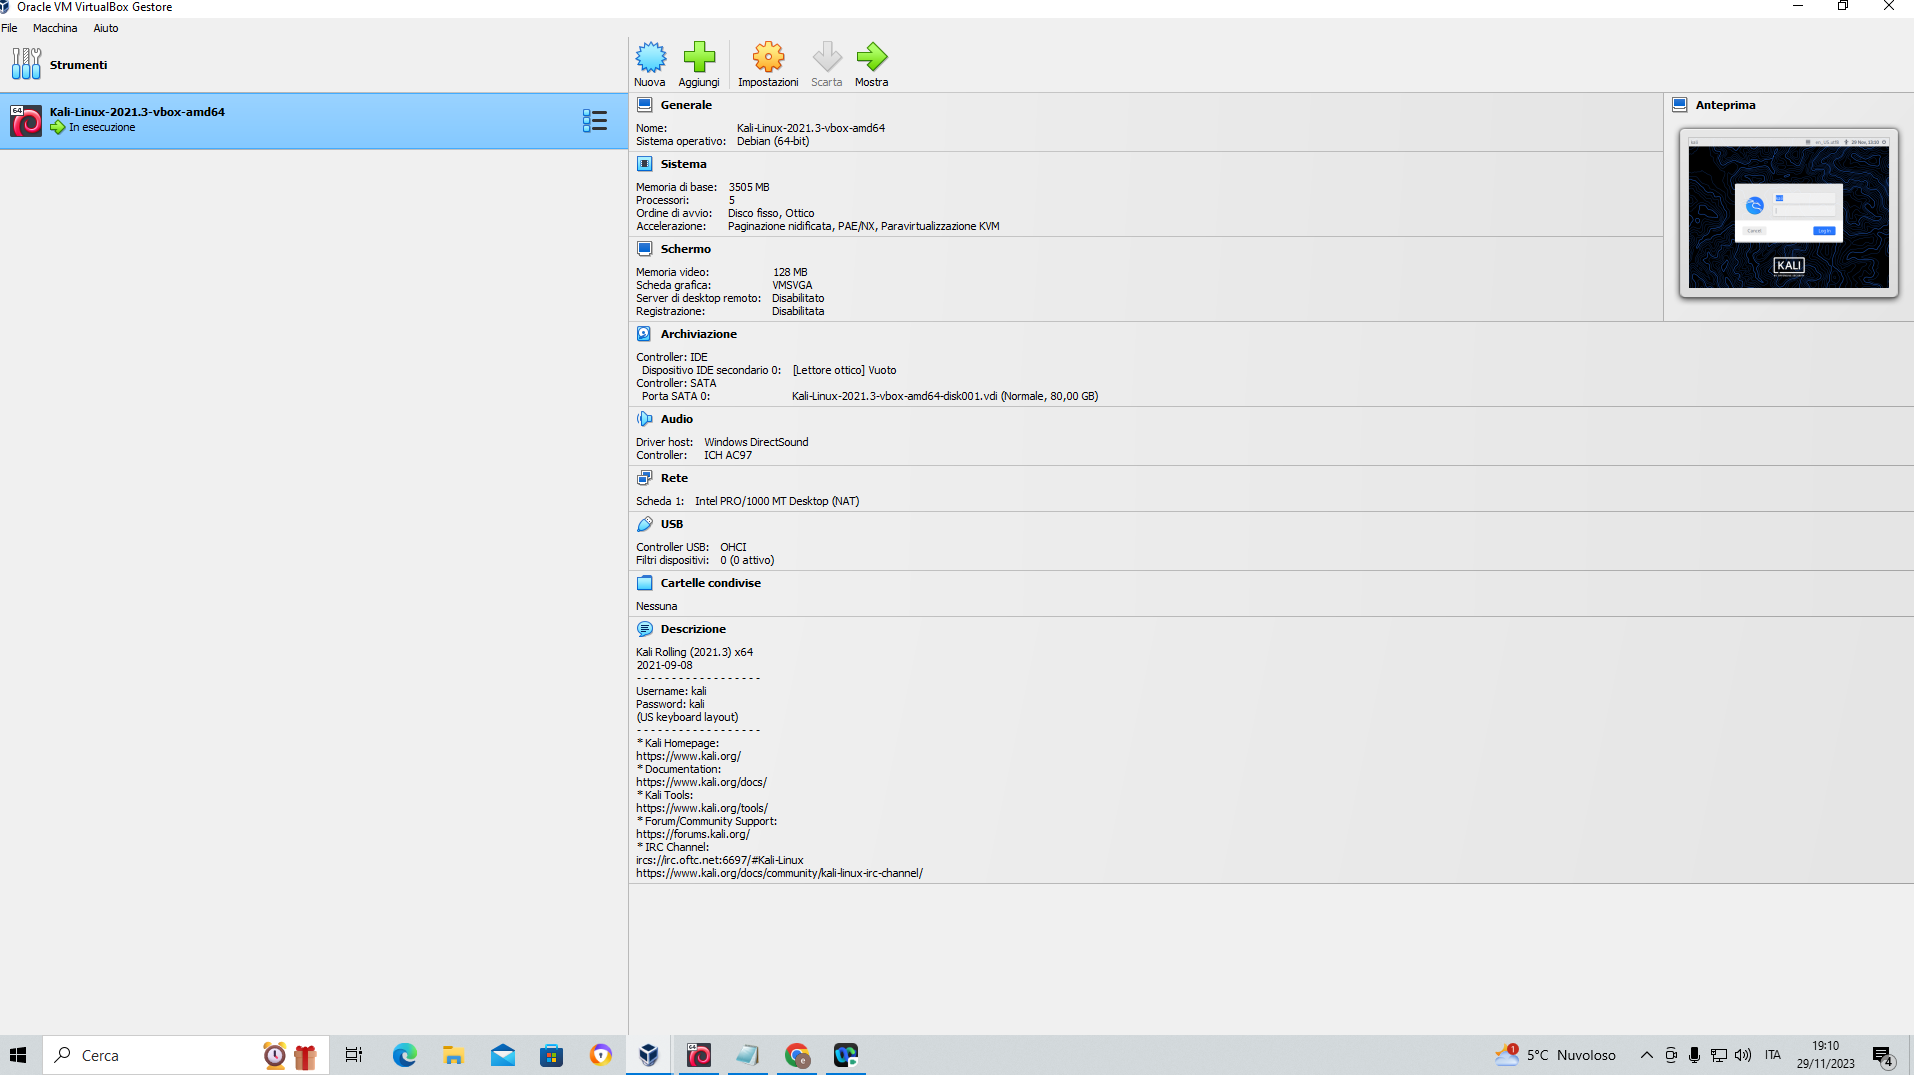 Oracle VM VirtualBox Gestore
File Macchina Aiuto
Strumenti
Nuova Aggiungi Impostazioni Scarta Mostra
64
Kali-Linux-2021.3-vbox-amd64
In esecuzione
Generale
Nome: Kali-Linux-2021.3-vbox-amd64
Sistema operativo: Debian (64-bit)
Sistema
Memoria di base: 3505 MB
Processori: 5
Ordine di avvio: Disco fisso, Ottico
Accelerazione: Paginazione nidificata, PAE/NX, Paravirtualizzazione KVM
Schermo
Memoria video: 128 MB
Scheda grafica: VMSVGA
Server di desktop remoto: Disabilitato
Registrazione: Disabilitata
Anteprima
Cancel Log In
KALI
Archiviazione
Controller: IDE
Dispositivo IDE secondario 0: [Lettore ottico] Vuoto
Controller: SATA
Porta SATA 0: Kali-Linux-2021.3-vbox-amd64-disk001.vdi (Normale, 80,00 GB)
Audio
Driver host: Windows DirectSound
Controller: ICH AC97
Rete
Scheda 1: Intel PRO/1000 MT Desktop (NAT)
USB
Controller USB: OHCI
Filtri dispositivi: 0 (0 attivo)
Cartelle condivise
Nessuna
Descrizione
Kali Rolling (2021.3) x64
2021-09-08
- - - - - - - - - - - - - - - - - -
Username: kali
Password: kali
(US keyboard layout)
- - - - - - - - - - - - - - - - - -
* Kali Homepage:
https://www.kali.org/
* Documentation:
https://www.kali.org/docs/
* Kali Tools:
https://www.kali.org/tools/
* Forum/Community Support:
https://forums.kali.org/
* IRC Channel:
ircs://irc.oftc.net:6697/#Kali-Linux
https://www.kali.org/docs/community/kali-linux-irc-channel/
Cerca
64
1
5°C Nuvoloso
ITA
19:10
29/11/2023
4